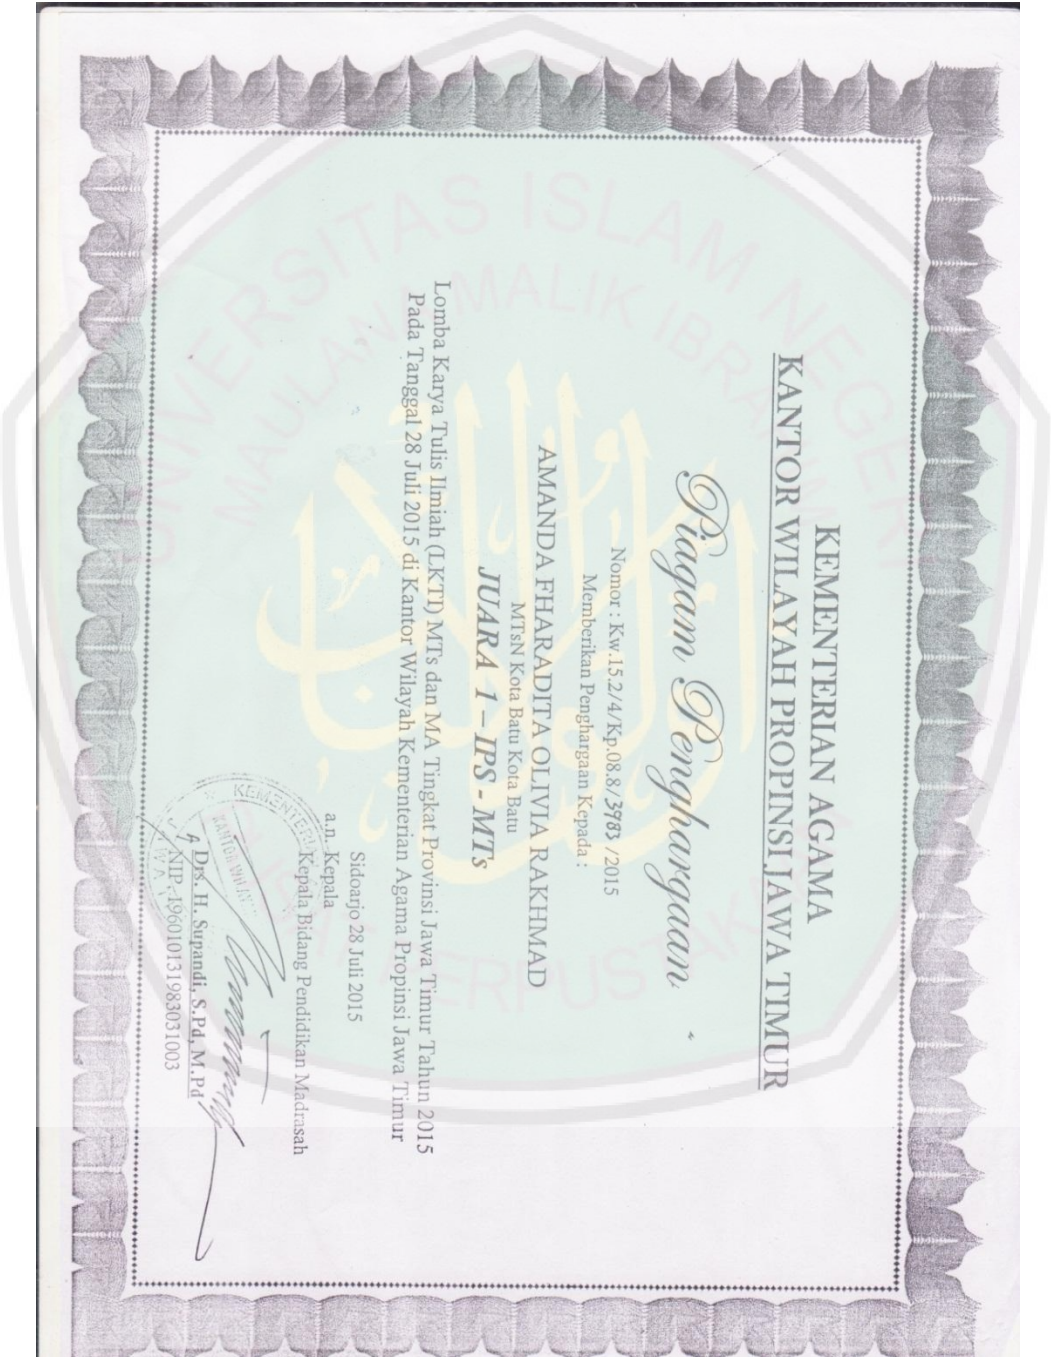 KEMENTERIAN AGAMA
KANTOR WILAYAH PROPINSI JAWA TIMUR
Piagam Penghargaan
Nomor : Kw.15.2/4/Kp.08.8/3983/2015
Memberikan Penghargaan Kepada :
AMANDA FHARADITA OLIVIA RAKHMAD
MTsN Kota Batu Kota Batu
JUARA 1 – IPS - MTs
Lomba Karya Tulis Ilmiah (LKTI) MTs dan MA Tingkat Provinsi Jawa Timur Tahun 2015
Pada Tanggal 28 Juli 2015 di Kantor Wilayah Kementerian Agama Propinsi Jawa Timur
Sidoarjo 28 Juli 2015
a.n. Kepala
Kepala Bidang Pendidikan Madrasah
Drs. H. Supandi, S.Pd, M.Pd
NIP. 196010131983031003
UNIVERSITAS ISLAM NEGERI
MAULANA MALIK IBRAHIM
PUSAT PERPUSTAKAAN
KEMENTERIAN